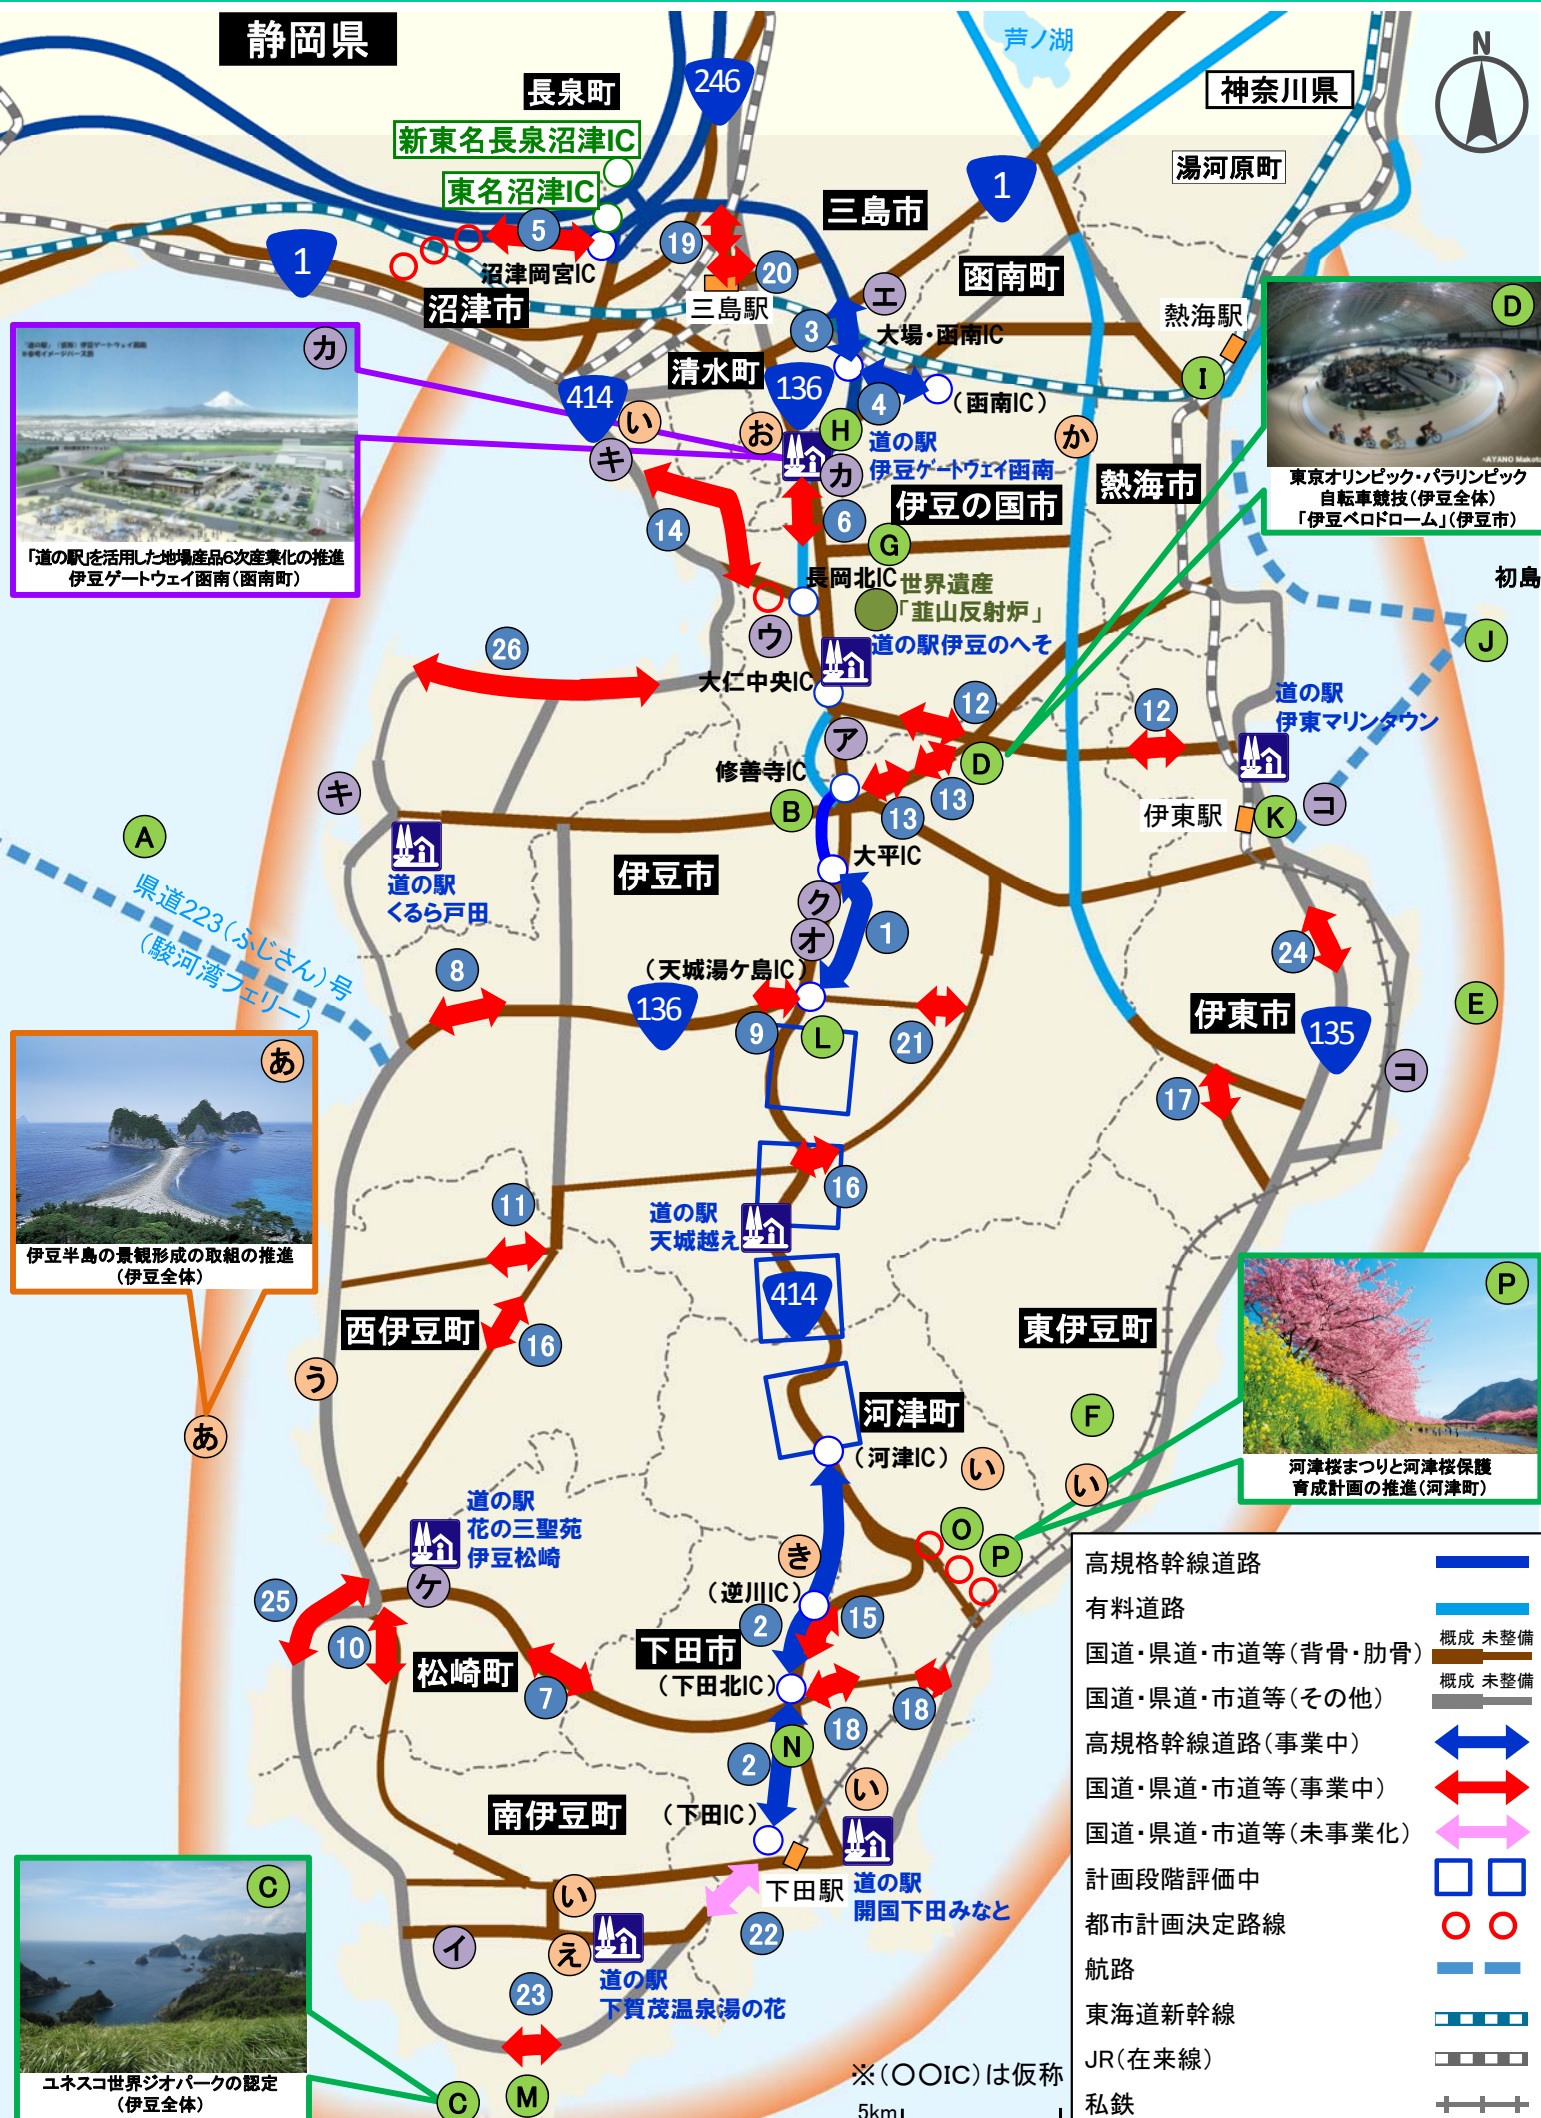 静岡県
長泉町
246
芦ノ湖
神奈川県
N
新東名長泉沼津IC
東名沼津IC
湯河原町
1
三島市
1
5
19
20
沼津岡宮IC
沼津市
三島駅
エ
函南町
熱海駅
3
大場・函南IC
清水町
136
414
い
お
H
4
(函南IC)
I
か
キ
道の駅
伊豆ゲートウェイ函南
カ
伊豆の国市
熱海市
カ
「道の駅」を活用した地場産品6次産業化の推進
伊豆ゲートウェイ函南(函南町)
D
©AYANO Makoto
東京オリンピック・パラリンピック
自転車競技(伊豆全体)
「伊豆ベロドローム」(伊豆市)
14
6
G
長岡北IC
世界遺産
「韮山反射炉」
初島
ウ
道の駅伊豆のへそ
J
26
大仁中央IC
12
12
道の駅
伊東マリンタウン
ア
修善寺IC
D
13
13
キ
B
伊東駅
K
コ
A
大平IC
道の駅
くるら戸田
伊豆市
県道223(ふじさん)号
(駿河湾フェリー)
ク
オ
1
24
8
(天城湯ケ島IC)
136
9
L
21
伊東市
135
E
コ
17
あ
伊豆半島の景観形成の取組の推進
(伊豆全体)
16
11
道の駅
天城越え
414
西伊豆町
16
東伊豆町
P
河津桜まつりと河津桜保護
育成計画の推進(河津町)
う
あ
河津町
F
(河津IC)
い
い
道の駅
花の三聖苑
伊豆松崎
ケ
き
O
P
(逆川IC)
25
10
2
15
下田市
松崎町
(下田北IC)
7
18
18
2
N
い
南伊豆町
(下田IC)
下田駅
道の駅
開国下田みなと
22
い
イ
え
道の駅
下賀茂温泉湯の花
23
C
ユネスコ世界ジオパークの認定
(伊豆全体)
C
M
高規格幹線道路
有料道路
国道・県道・市道等(背骨・肋骨)
概成 未整備
国道・県道・市道等(その他)
概成 未整備
高規格幹線道路(事業中)
国道・県道・市道等(事業中)
国道・県道・市道等(未事業化)
計画段階評価中
都市計画決定路線
航路
東海道新幹線
JR(在来線)
私鉄
※(〇〇IC)は仮称
5km